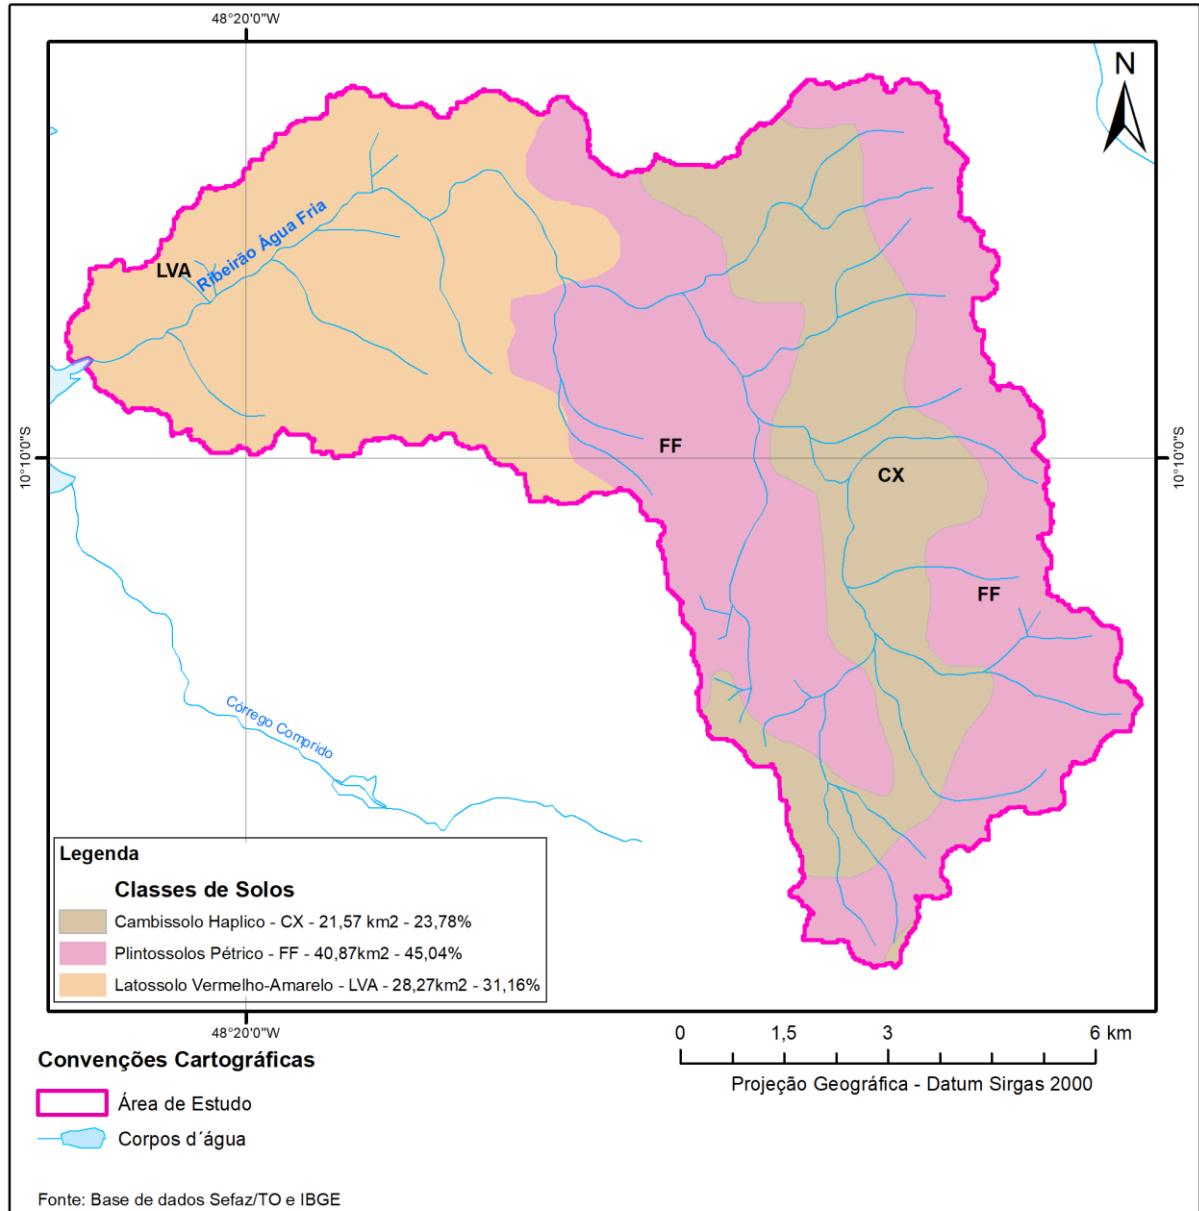 48°20'0"W
N
Ribeirão Água Fria
LVA
10°10'0"S
10°10'0"S
FF
CX
FF
Córrego Comprido
Legenda
Classes de Solos
Cambissolo Haplico - CX - 21,57 km2 - 23,78%
Plintossolos Pétrico - FF - 40,87km2 - 45,04%
Latossolo Vermelho-Amarelo - LVA - 28,27km2 - 31,16%
48°20'0"W
Convenções Cartográficas
0 1,5 3 6 km
Projeção Geográfica - Datum Sirgas 2000
Área de Estudo
Corpos d´água
Fonte: Base de dados Sefaz/TO e IBGE